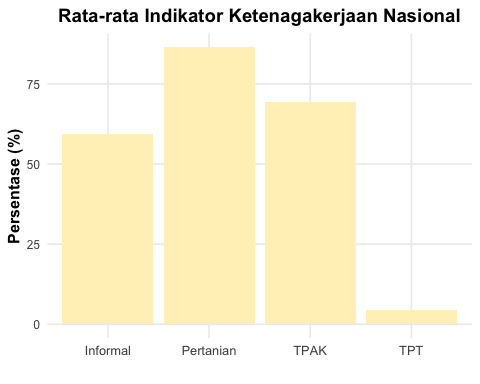 Rata-rata Indikator Ketenagakerjaan Nasional
Persentase (%)
75
50
25
0
Informal
Pertanian
TPAK
TPT